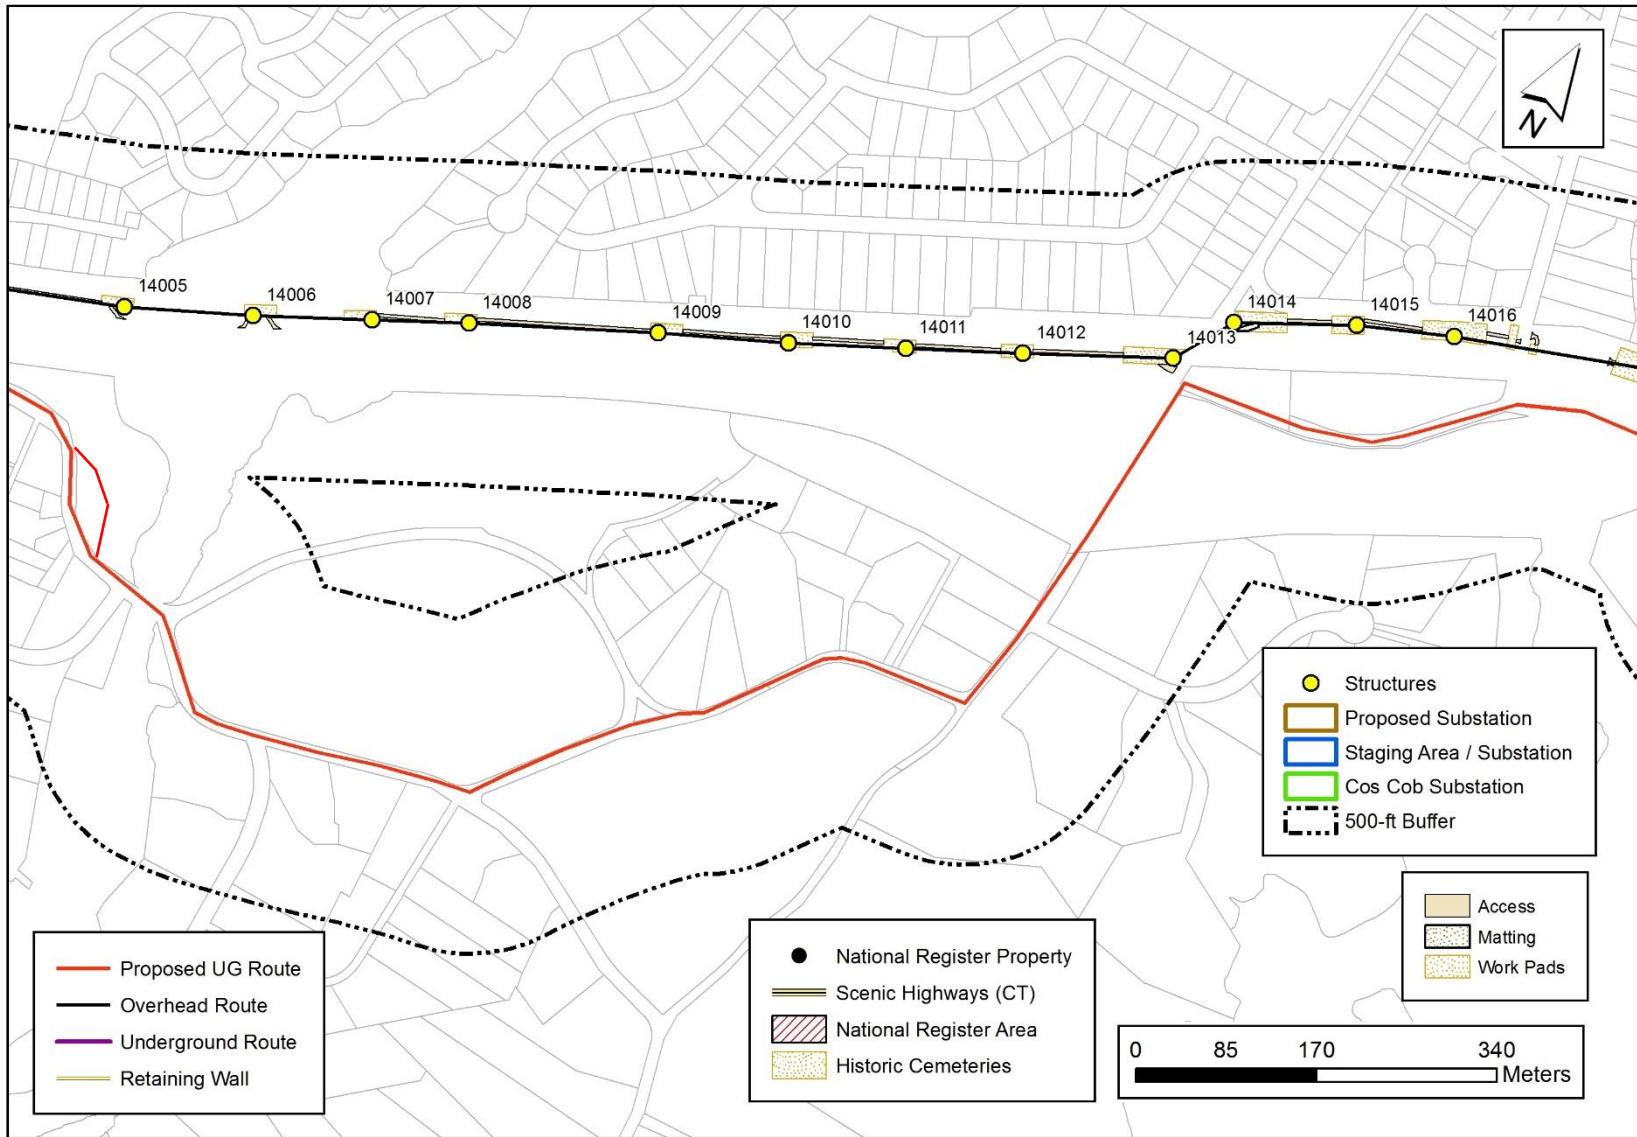 N
14005
14006
14007
14008
14009
14010
14011
14012
14013
14014
14015
14016
Structures
Proposed Substation
Staging Area / Substation
Cos Cob Substation
500-ft Buffer
Access
Matting
Work Pads
Proposed UG Route
Overhead Route
Underground Route
Retaining Wall
National Register Property
Scenic Highways (CT)
National Register Area
Historic Cemeteries
0 85 170 340
Meters